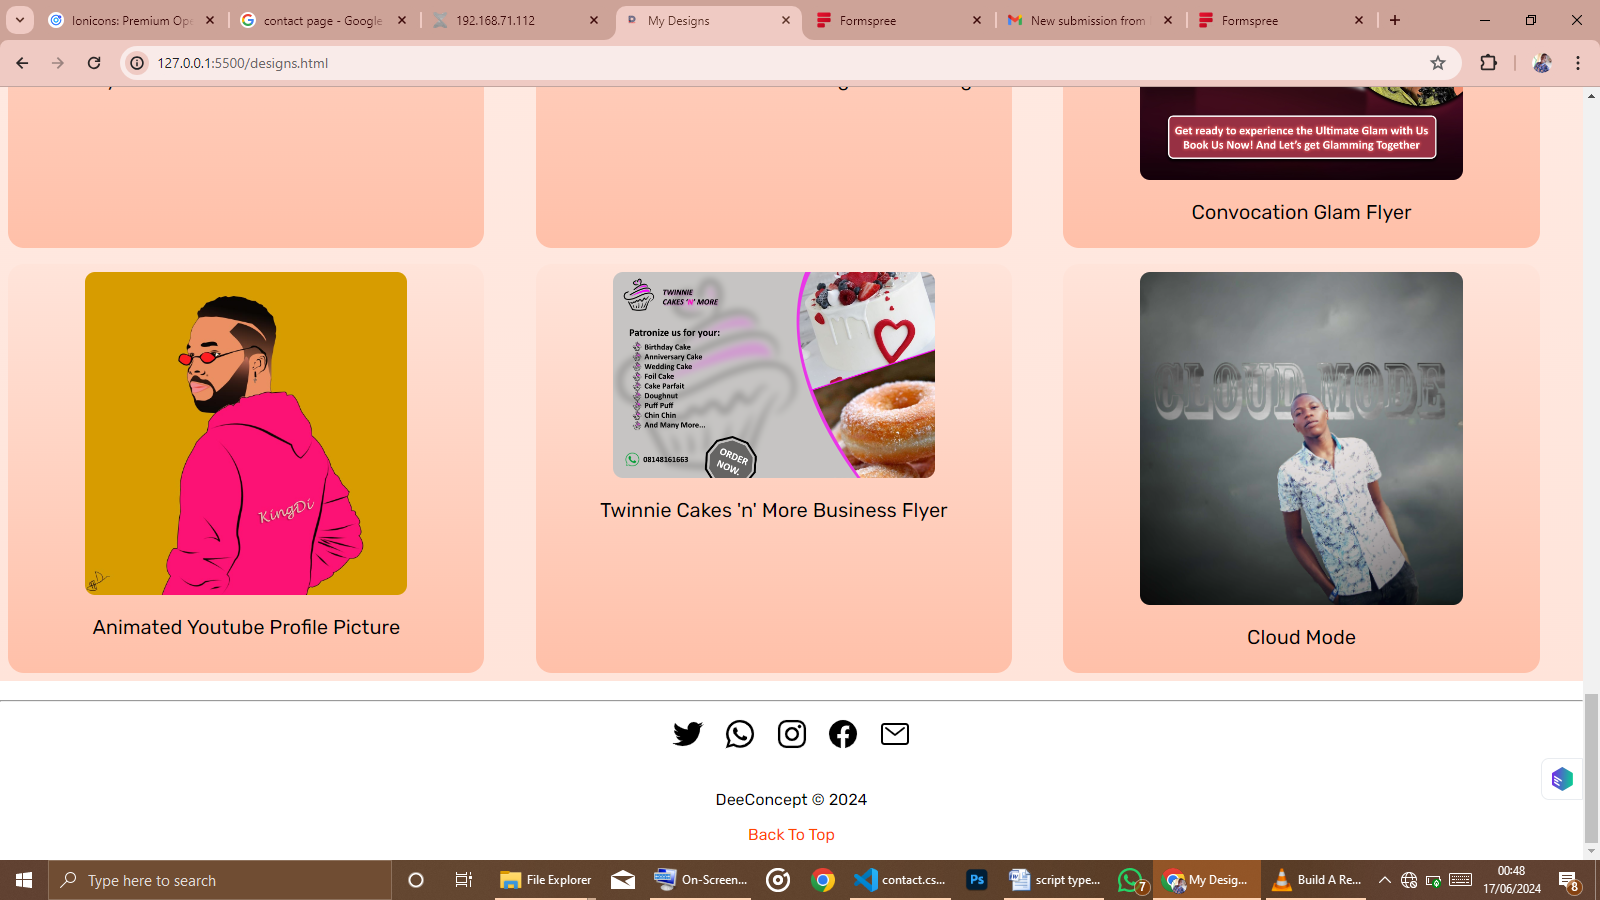 Ionicons: Premium Ope
contact page - Google
192.168.71.112
My Designs
Formspree
New submission from
Formspree
127.0.0.1:5500/designs.html
Get ready to experience the Ultimate Glam with Us
Book Us Now! And Let's get Glamming Together
Convocation Glam Flyer
KingDi
Animated Youtube Profile Picture
TWINNIE
CAKES 'N' MORE
Patronize us for your:
Birthday Cake
Anniversary Cake
Wedding Cake
Foil Cake
Cake Parfait
Doughnut
Puff Puff
Chin Chin
And Many More...
08148161663
ORDER
NOW.
Twinnie Cakes 'n' More Business Flyer
CLOUD MODE
Cloud Mode
DeeConcept © 2024
Back To Top
Type here to search
File Explorer
On-Screen...
contact.cs...
Ps
script type...
7
My Desig...
Build A Re...
00:48
17/06/2024
8